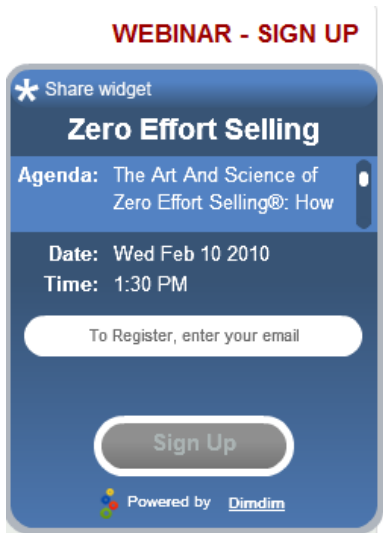 WEBINAR - SIGN UP
Share widget
Zero Effort Selling
Agenda: The Art And Science of
Zero Effort Selling®: How
Date: Wed Feb 10 2010
Time: 1:30 PM
To Register, enter your email
Sign Up
Powered by Dimdim